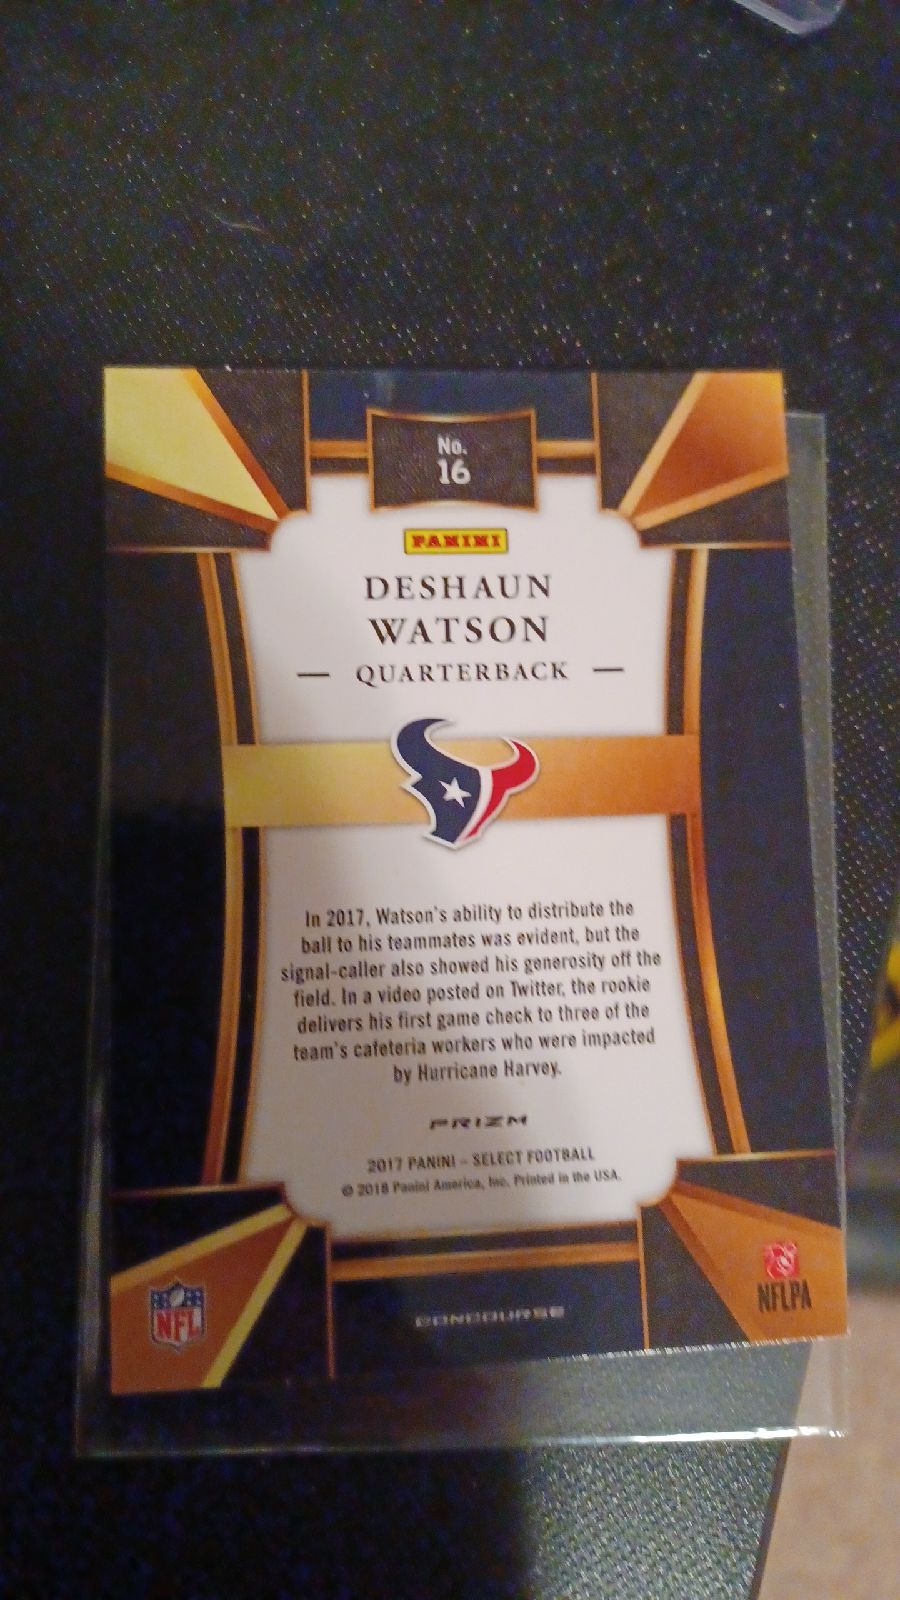 No.
16
PANINI
DESHAUN
WATSON
QUARTERBACK
In 2017, Watson's ability to distribute the
ball to his teammates was evident, but the
signal-caller also showed his generosity off the
field. In a video posted on Twitter, the rookie
delivers his first game check to three of the
team's cafeteria workers who were impacted
by Hurricane Harvey.
PRIZM
2017 PANINI – SELECT FOOTBALL
© 2018 Panini America, Inc. Printed in the USA.
NFL
CONCOURSE
NFLPA